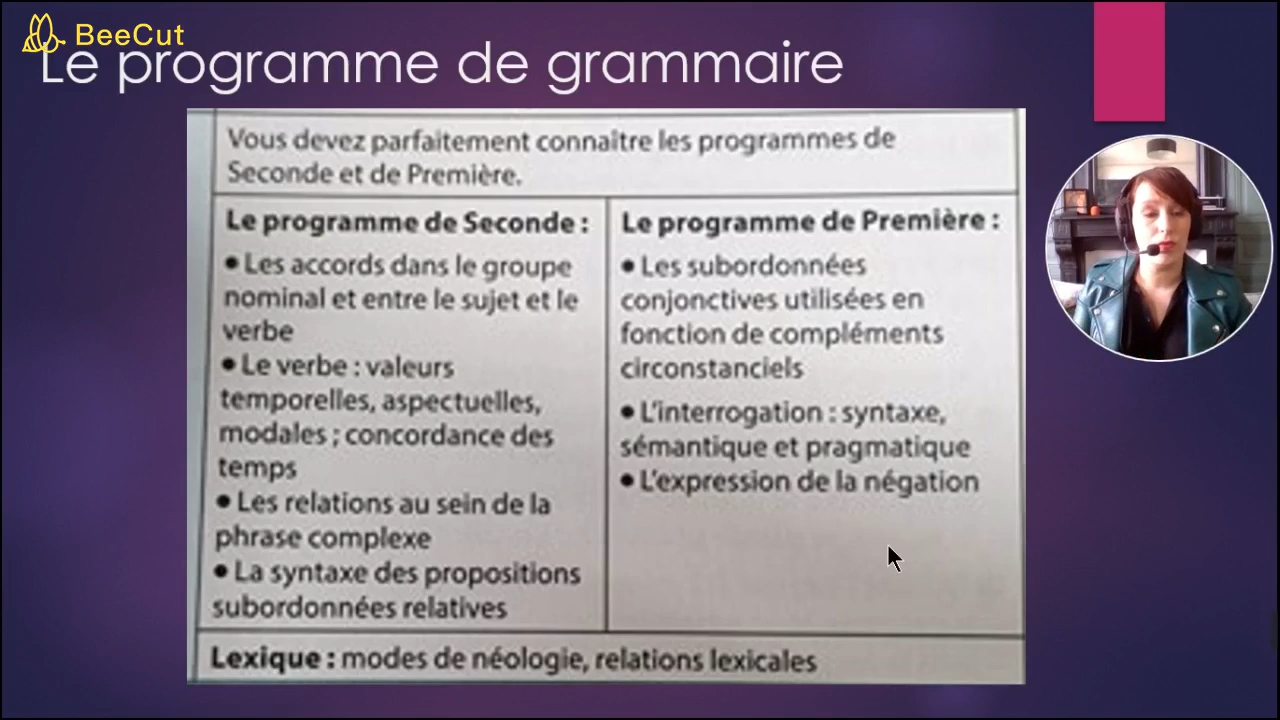 BeeCut
Le programme de grammaire
Vous devez parfaitement connaître les programmes de
Seconde et de Première.
Le programme de Seconde :
• Les accords dans le groupe
nominal et entre le sujet et le
verbe
• Le verbe : valeurs
temporelles, aspectuelles,
modales ; concordance des
temps
• Les relations au sein de la
phrase complexe
• La syntaxe des propositions
subordonnées relatives
Le programme de Première :
• Les subordonnées
conjonctives utilisées en
fonction de compléments
circonstanciels
• L'interrogation : syntaxe,
sémantique et pragmatique
• L'expression de la négation
Lexique : modes de néologie, relations lexicales